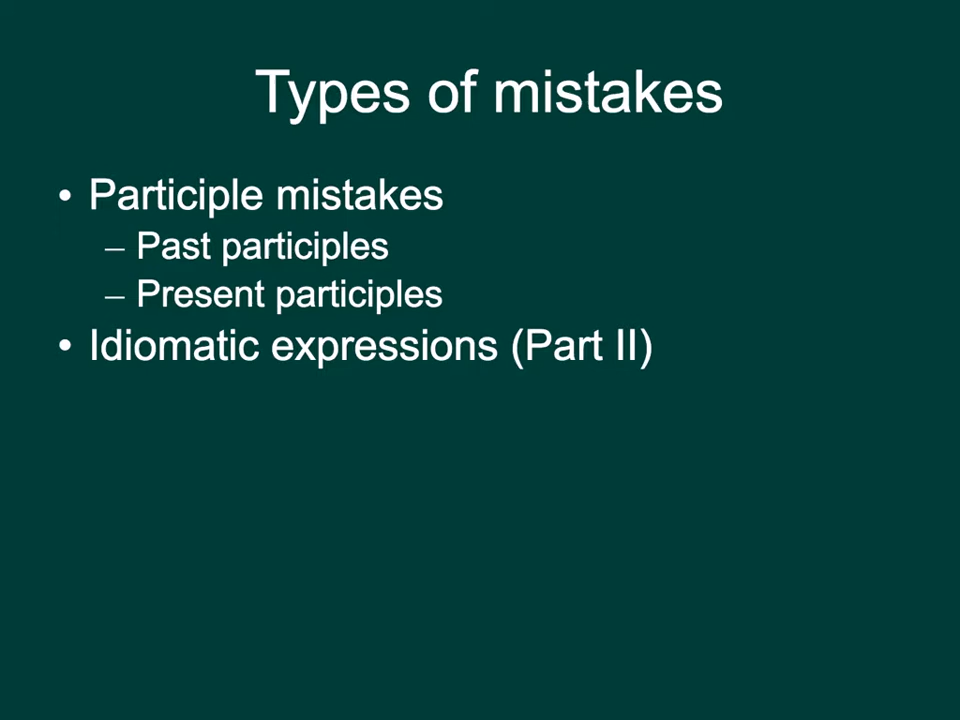 Types of mistakes
• Participle mistakes
– Past participles
– Present participles
• Idiomatic expressions (Part II)